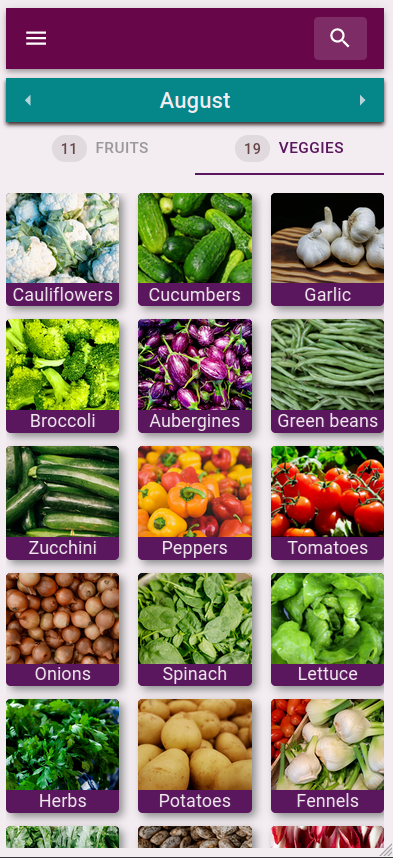 August
11 FRUITS 19 VEGGIES
Cauliflowers Cucumbers Garlic
Broccoli Aubergines Green beans
Zucchini Peppers Tomatoes
Onions Spinach Lettuce
Herbs Potatoes Fennels